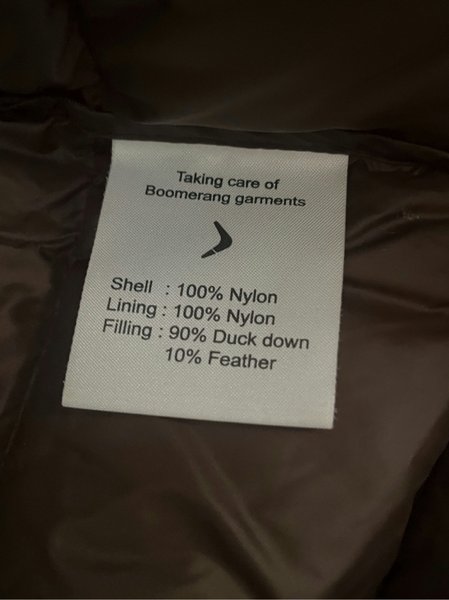 Taking care of
Boomerang garments
Shell : 100% Nylon
Lining : 100% Nylon
Filling : 90% Duck down
10% Feather